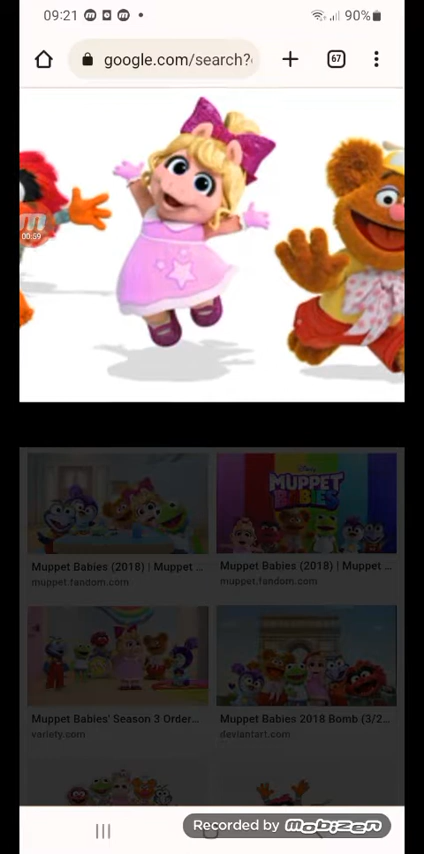 09:21
90%
google.com/search?
67
00:59
Disney
MUPPET
BABIES
Muppet Babies (2018) | Muppet ...
muppet.fandom.com
Muppet Babies (2018) | Muppet ...
muppet.fandom.com
Muppet Babies' Season 3 Order...
variety.com
Muppet Babies 2018 Bomb (3/2...
deviantart.com
Recorded by mobizen